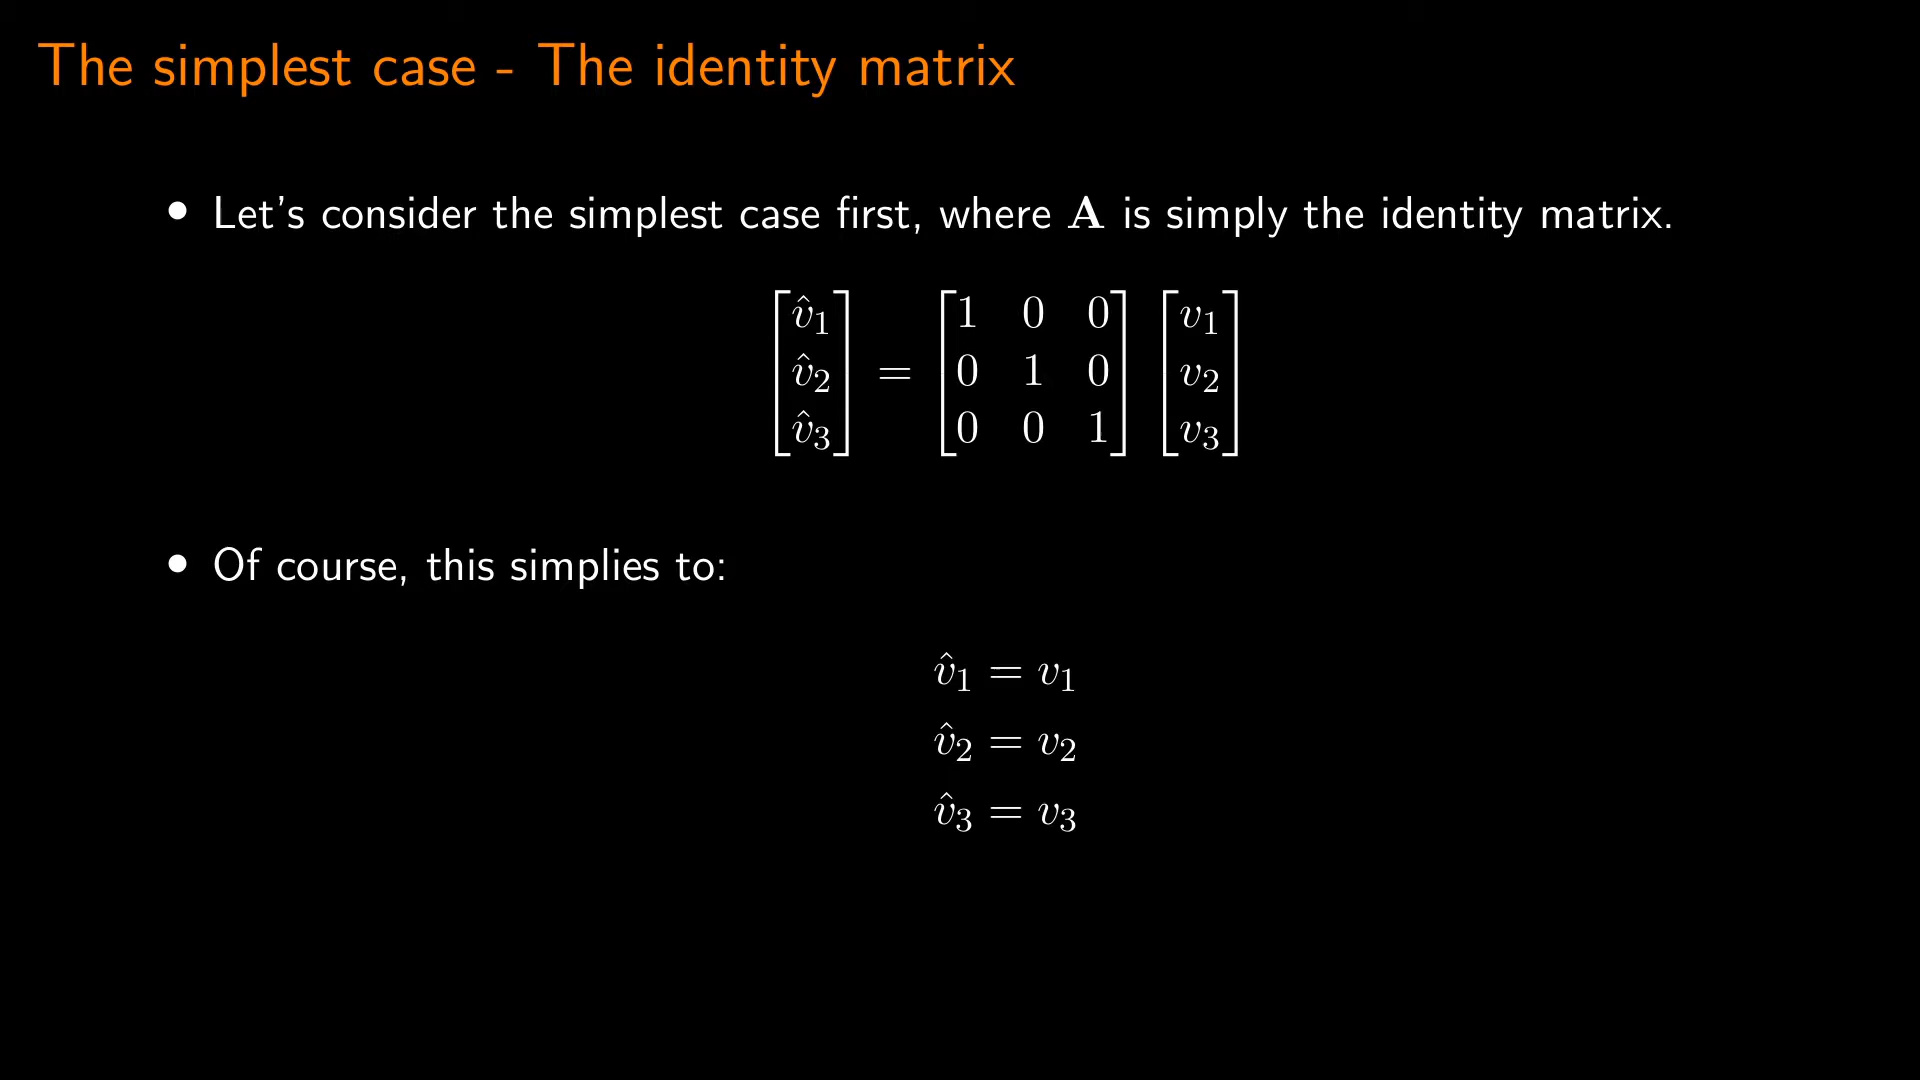 The simplest case - The identity matrix
• Let's consider the simplest case first, where A is simply the identity matrix.
[v̂₁ v̂₂ v̂₃] = [1 0 0; 0 1 0; 0 0 1] [v₁ v₂ v₃]
• Of course, this simplies to:
v̂₁ = v₁
v̂₂ = v₂
v̂₃ = v₃